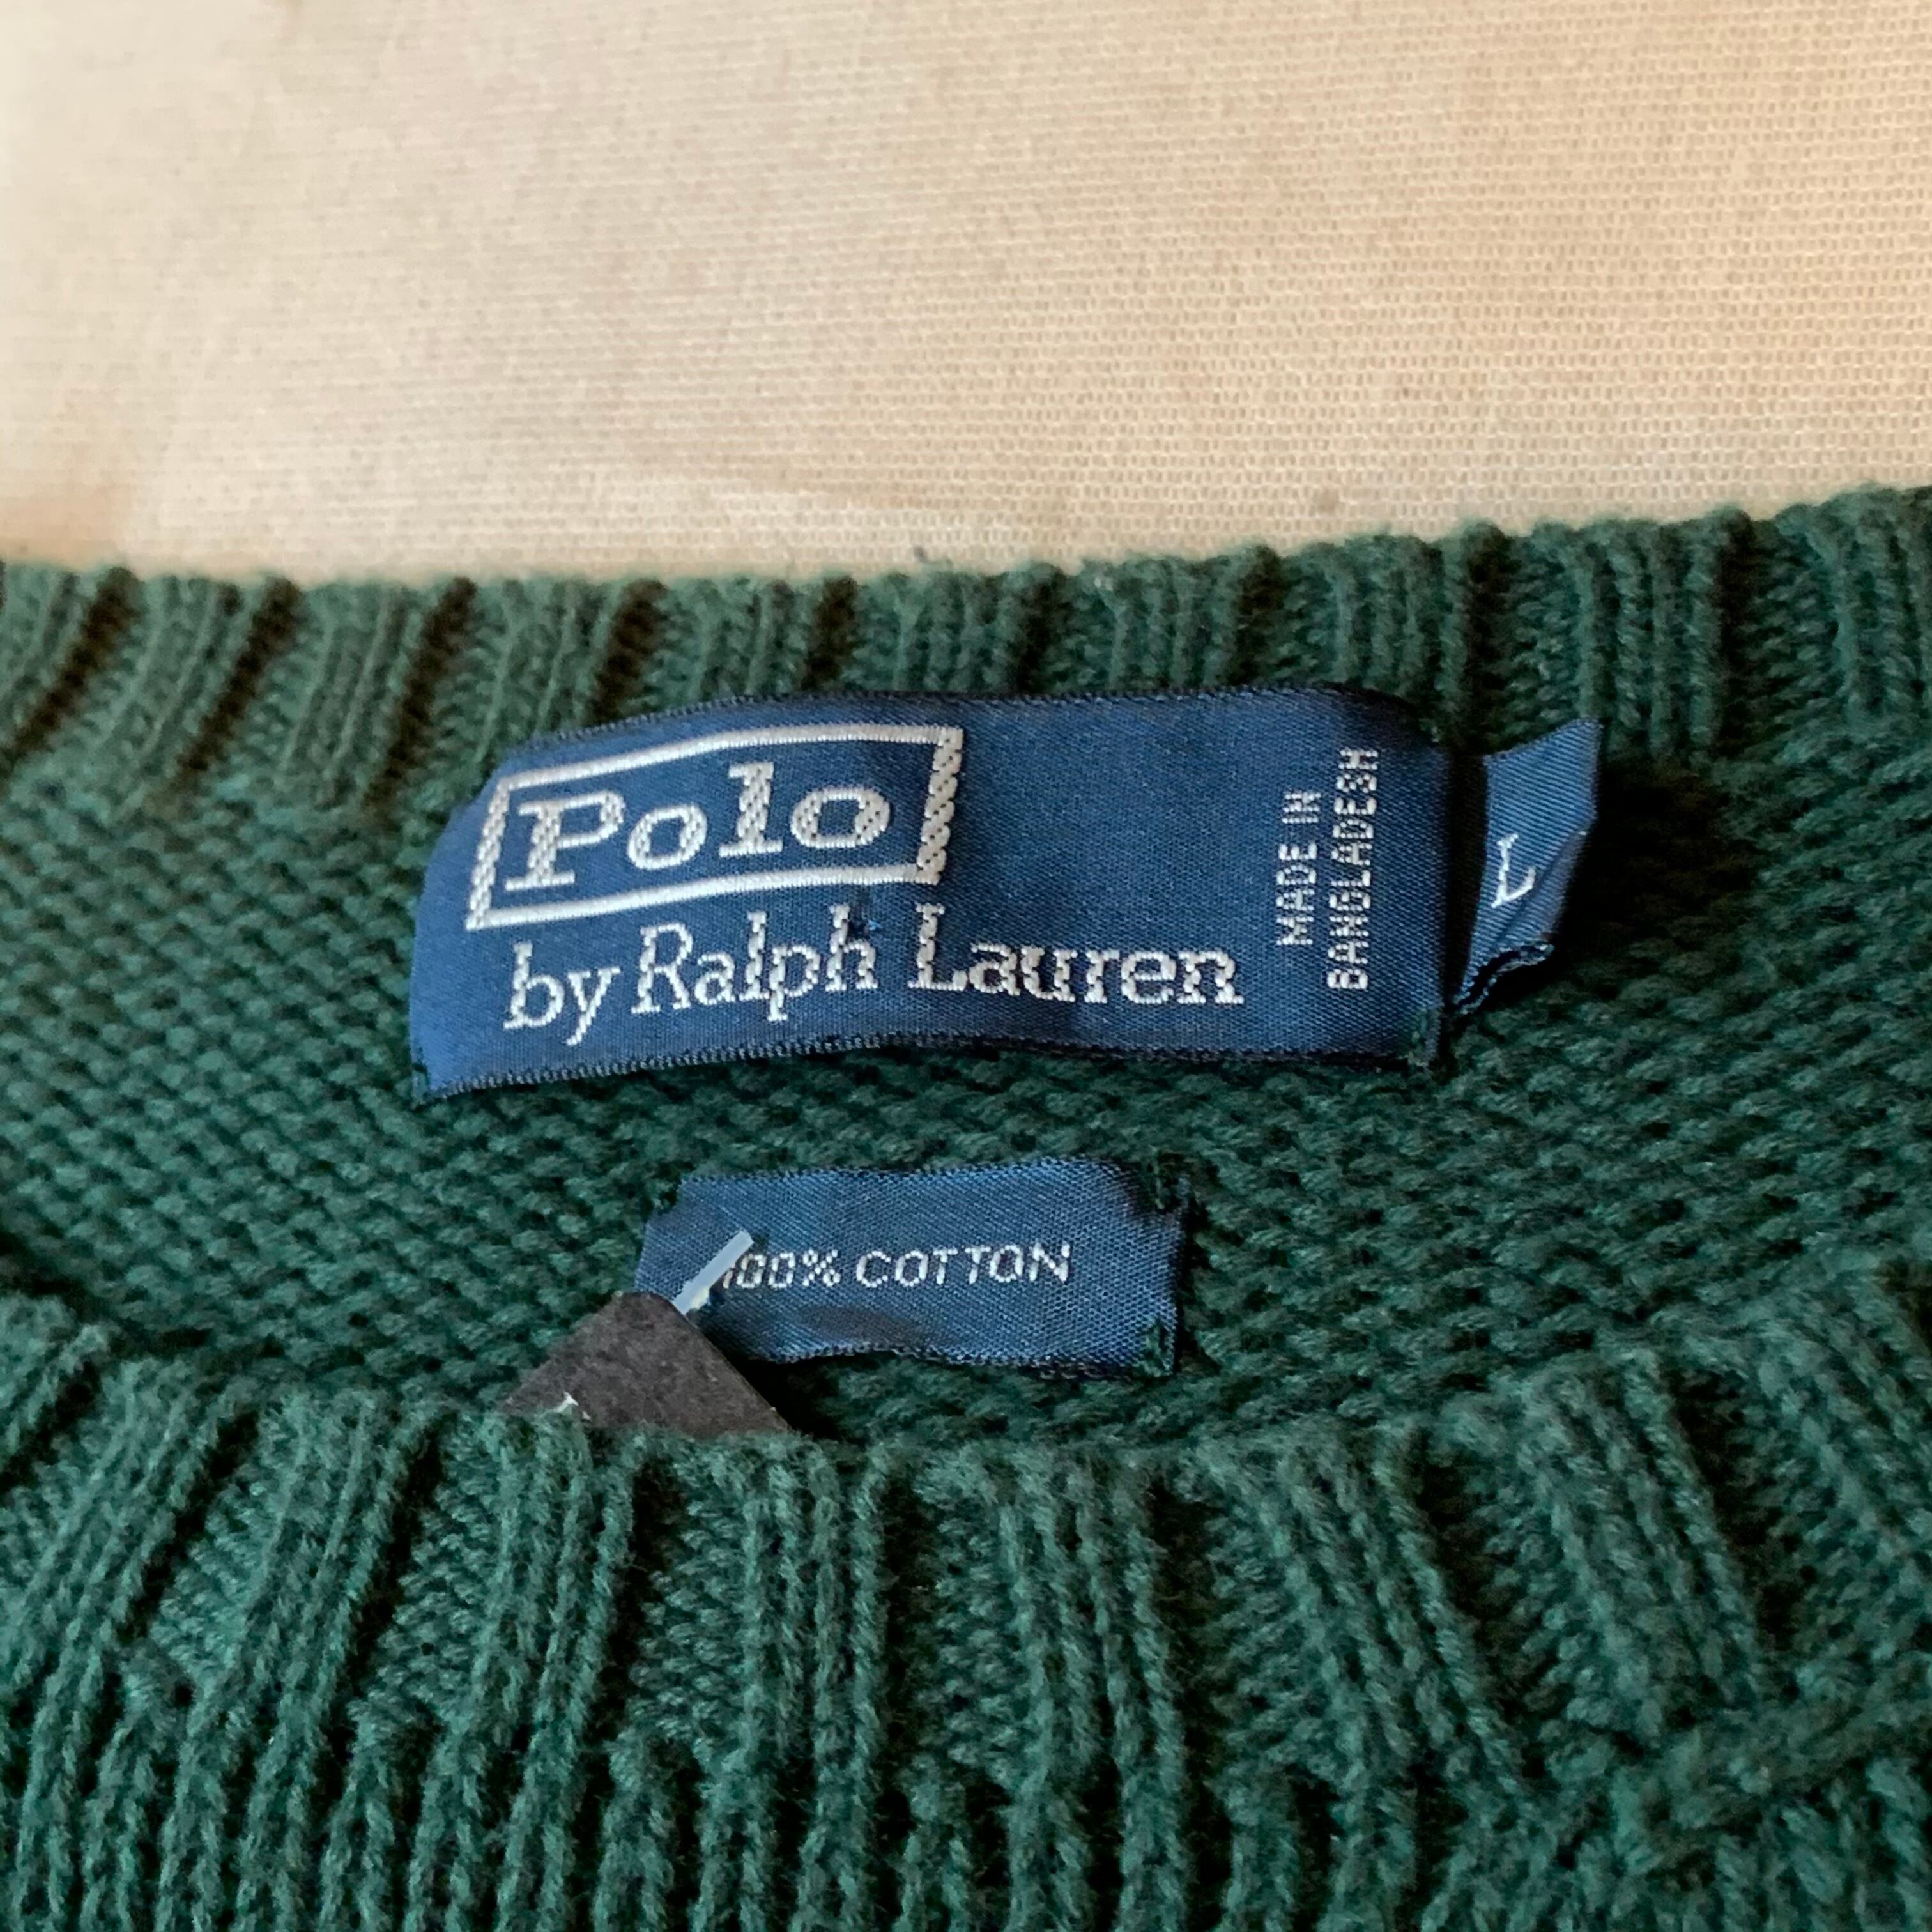 Polo
by Ralph Lauren
MADE IN
BANGLADESH
L
100% COTTON